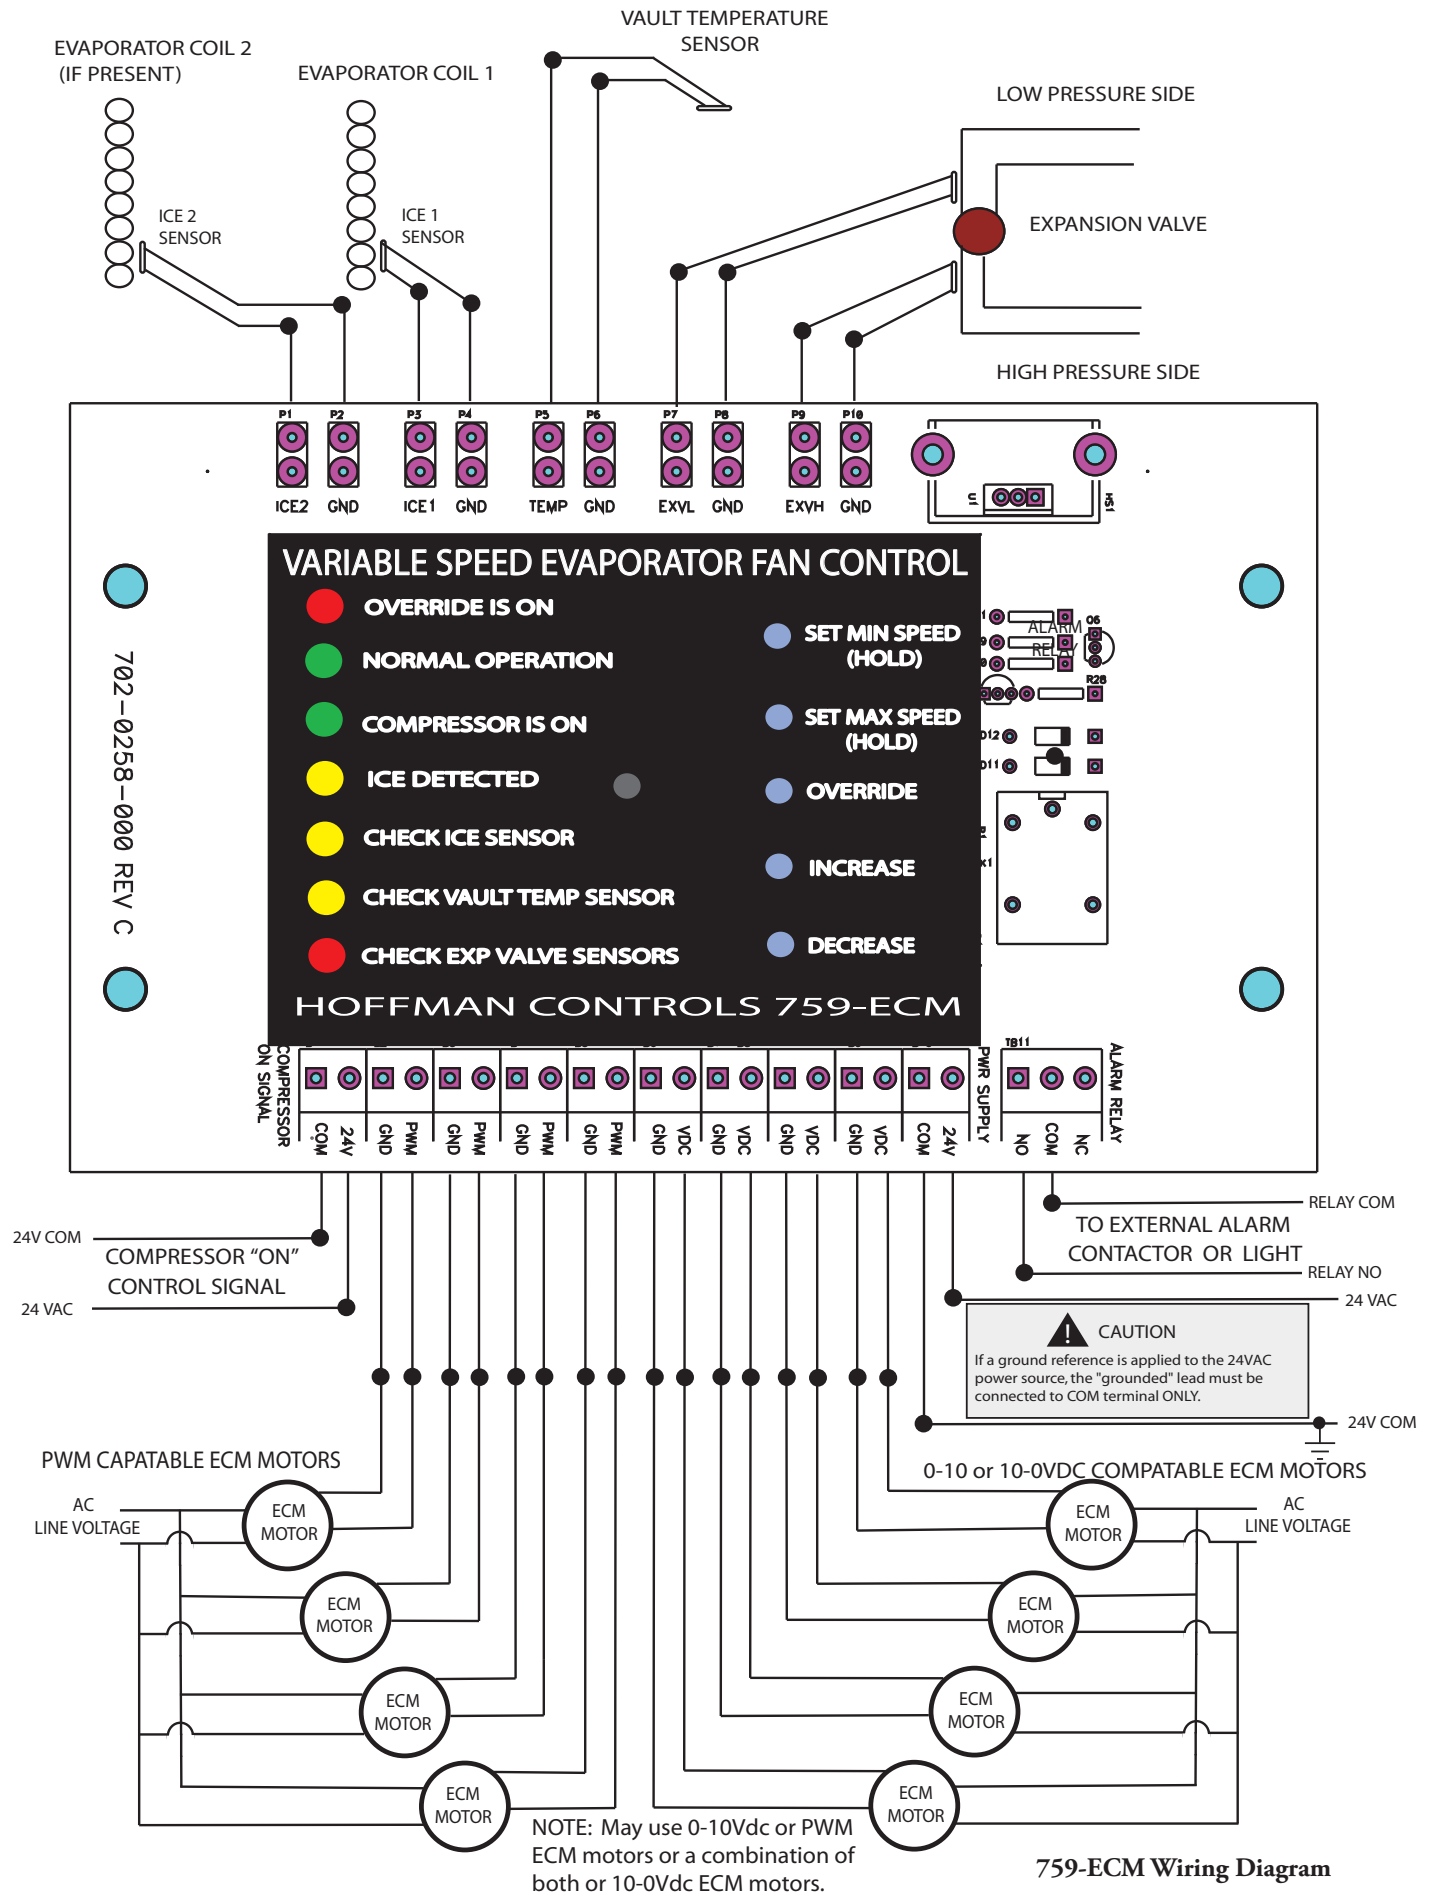 VAULT TEMPERATURE
SENSOR
EVAPORATOR COIL 2
(IF PRESENT)
EVAPORATOR COIL 1
LOW PRESSURE SIDE
ICE 2
SENSOR
ICE 1
SENSOR
EXPANSION VALVE
HIGH PRESSURE SIDE
P1 P2 P3 P4 P5 P6 P7 P8 P9 P10
ICE2 GND ICE1 GND TEMP GND EXVL GND EXVH GND
U1
HS1
VARIABLE SPEED EVAPORATOR FAN CONTROL
OVERRIDE IS ON
NORMAL OPERATION
COMPRESSOR IS ON
ICE DETECTED
CHECK ICE SENSOR
CHECK VAULT TEMP SENSOR
CHECK EXP VALVE SENSORS
SET MIN SPEED
(HOLD)
SET MAX SPEED
(HOLD)
OVERRIDE
INCREASE
DECREASE
HOFFMAN CONTROLS 759-ECM
702-0258-000 REV C
ALARM
RELAY
Q6
R28
D12
D11
TB11
COMPRESSOR
ON SIGNAL
COM 24V GND PWM GND PWM GND PWM GND PWM GND VDC GND VDC GND VDC GND VDC COM 24V
PWR SUPPLY
NO COM NC
ALARM RELAY
24V COM
COMPRESSOR “ON”
CONTROL SIGNAL
24 VAC
RELAY COM
TO EXTERNAL ALARM
CONTACTOR OR LIGHT
RELAY NO
24 VAC
! CAUTION
If a ground reference is applied to the 24VAC
power source, the "grounded" lead must be
connected to COM terminal ONLY.
24V COM
PWM CAPATABLE ECM MOTORS
0-10 or 10-0VDC COMPATABLE ECM MOTORS
AC
LINE VOLTAGE
ECM
MOTOR
ECM
MOTOR
ECM
MOTOR
ECM
MOTOR
ECM
MOTOR
AC
LINE VOLTAGE
ECM
MOTOR
ECM
MOTOR
ECM
MOTOR
NOTE: May use 0-10Vdc or PWM
ECM motors or a combination of
both or 10-0Vdc ECM motors.
759-ECM Wiring Diagram